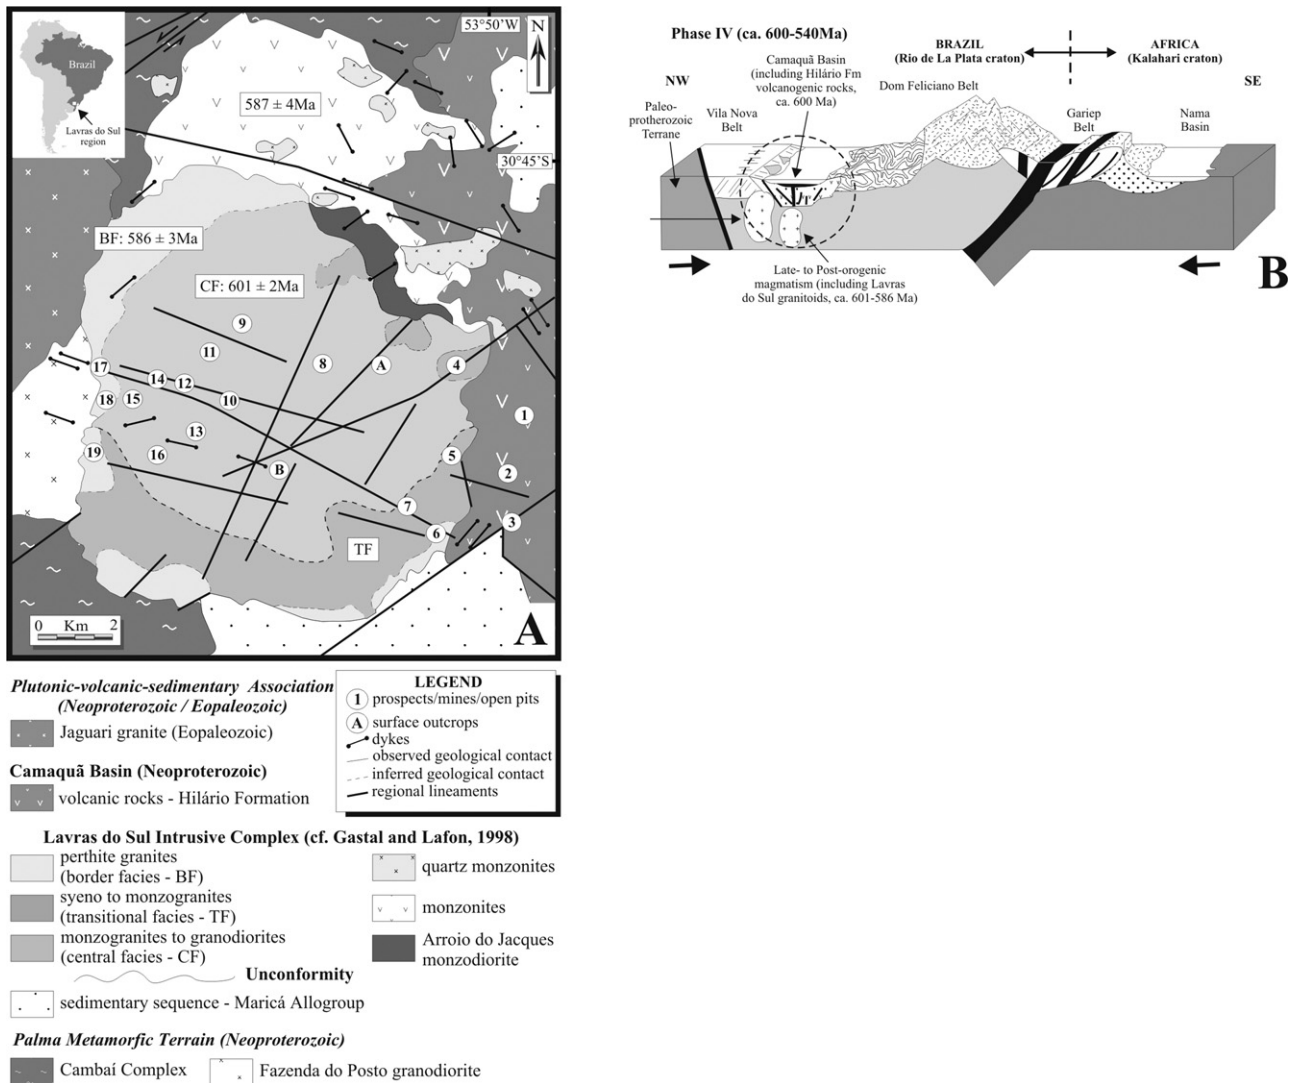 Brazil
Lavras do Sul
region
53°50'W
N
587 ± 4Ma
30°45'S
BF: 586 ± 3Ma
CF: 601 ± 2Ma
9
11
8
A
4
17
14
12
18
15
10
1
13
19
16
B
5
2
7
3
6
TF
0 Km 2
A
Plutonic-volcanic-sedimentary Association
(Neoproterozoic / Eopaleozoic)
Jaguari granite (Eopaleozoic)
Camaquã Basin (Neoproterozoic)
volcanic rocks - Hilário Formation
LEGEND
1 prospects/mines/open pits
A surface outcrops
dykes
observed geological contact
inferred geological contact
regional lineaments
Lavras do Sul Intrusive Complex (cf. Gastal and Lafon, 1998)
perthite granites
(border facies - BF)
syeno to monzogranites
(transitional facies - TF)
monzogranites to granodiorites
(central facies - CF)
quartz monzonites
monzonites
Arroio do Jacques
monzodiorite
Unconformity
sedimentary sequence - Maricá Allogroup
Palma Metamorfic Terrain (Neoproterozoic)
Cambaí Complex
Fazenda do Posto granodiorite
Phase IV (ca. 600-540Ma)
BRAZIL
(Rio de La Plata craton)
AFRICA
(Kalahari craton)
NW
SE
Camaquã Basin
(including Hilário Fm
volcanogenic rocks,
ca. 600 Ma)
Dom Feliciano Belt
Paleo-
protherozoic
Terrane
Vila Nova
Belt
Gariep
Belt
Nama
Basin
Late- to Post-orogenic
magmatism (including Lavras
do Sul granitoids, ca. 601-586 Ma)
B